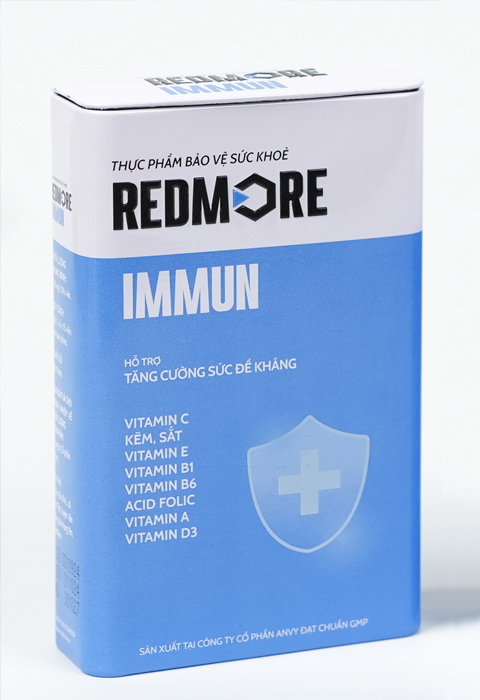 REDMORE
IMMUN
THỰC PHẨM BẢO VỆ SỨC KHOẺ
REDMORE
IMMUN
HỖ TRỢ
TĂNG CƯỜNG SỨC ĐỀ KHÁNG
VITAMIN C
KẼM, SẮT
VITAMIN E
VITAMIN B1
VITAMIN B6
ACID FOLIC
VITAMIN A
VITAMIN D3
SẢN XUẤT TẠI CÔNG TY CỔ PHẦN ANVY ĐẠT CHUẨN GMP
REDMORE
IMMUN